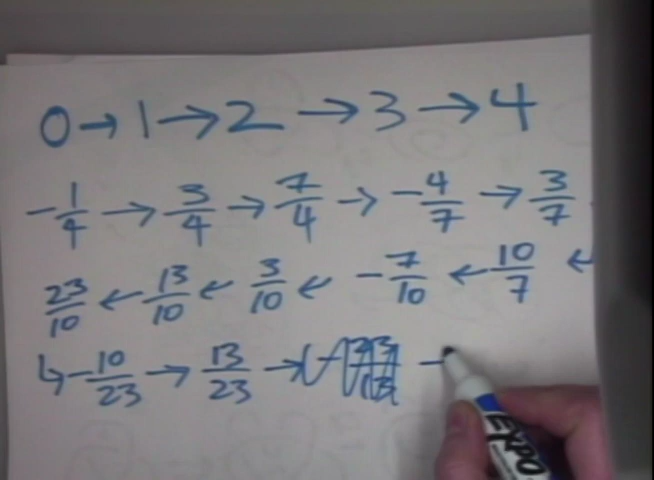 0 → 1 → 2 → 3 → 4
-1/4 → 3/4 → 7/4 → -4/7 → 3/7
23/10 ← 13/10 ← 3/10 ← -7/10 ← 10/7 ←
↳ -10/23 → 13/23 → -
EXPO